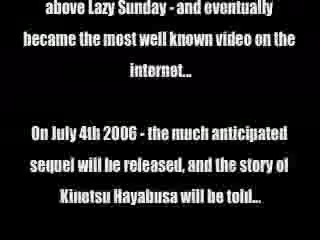 above Lazy Sunday - and eventually
became the most well known video on the
internet...
On July 4th 2006 - the much anticipated
sequel will be released, and the story of
Kinetsu Hayabusa will be told...